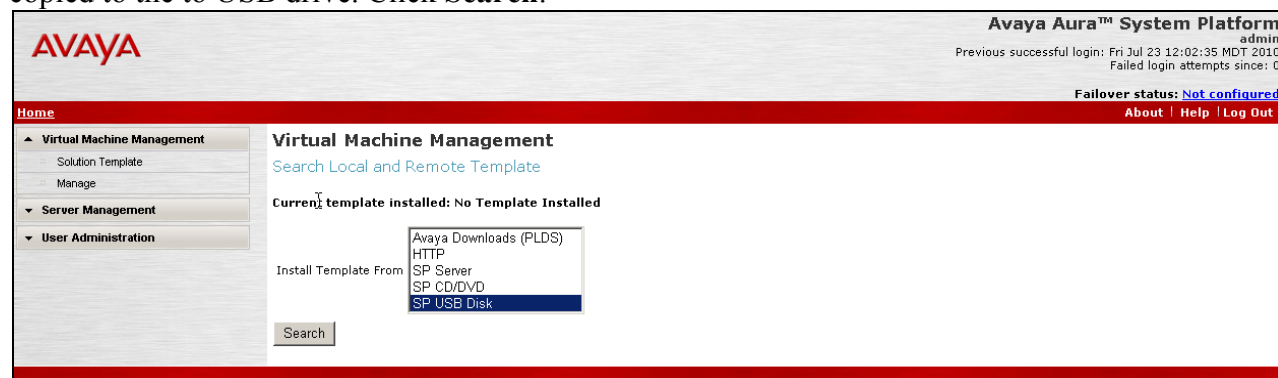 copied to the to USB drive. Click Search.
AVAYA
Avaya Aura™ System Platform
admin
Previous successful login: Fri Jul 23 12:02:35 MDT 2010
Failed login attempts since: 0
Failover status: Not configured
Home
About | Help | Log Out
Virtual Machine Management
Solution Template
Manage
Server Management
User Administration
Virtual Machine Management
Search Local and Remote Template
Current template installed: No Template Installed
Install Template From
Avaya Downloads (PLDS)
HTTP
SP Server
SP CD/DVD
SP USB Disk
Search